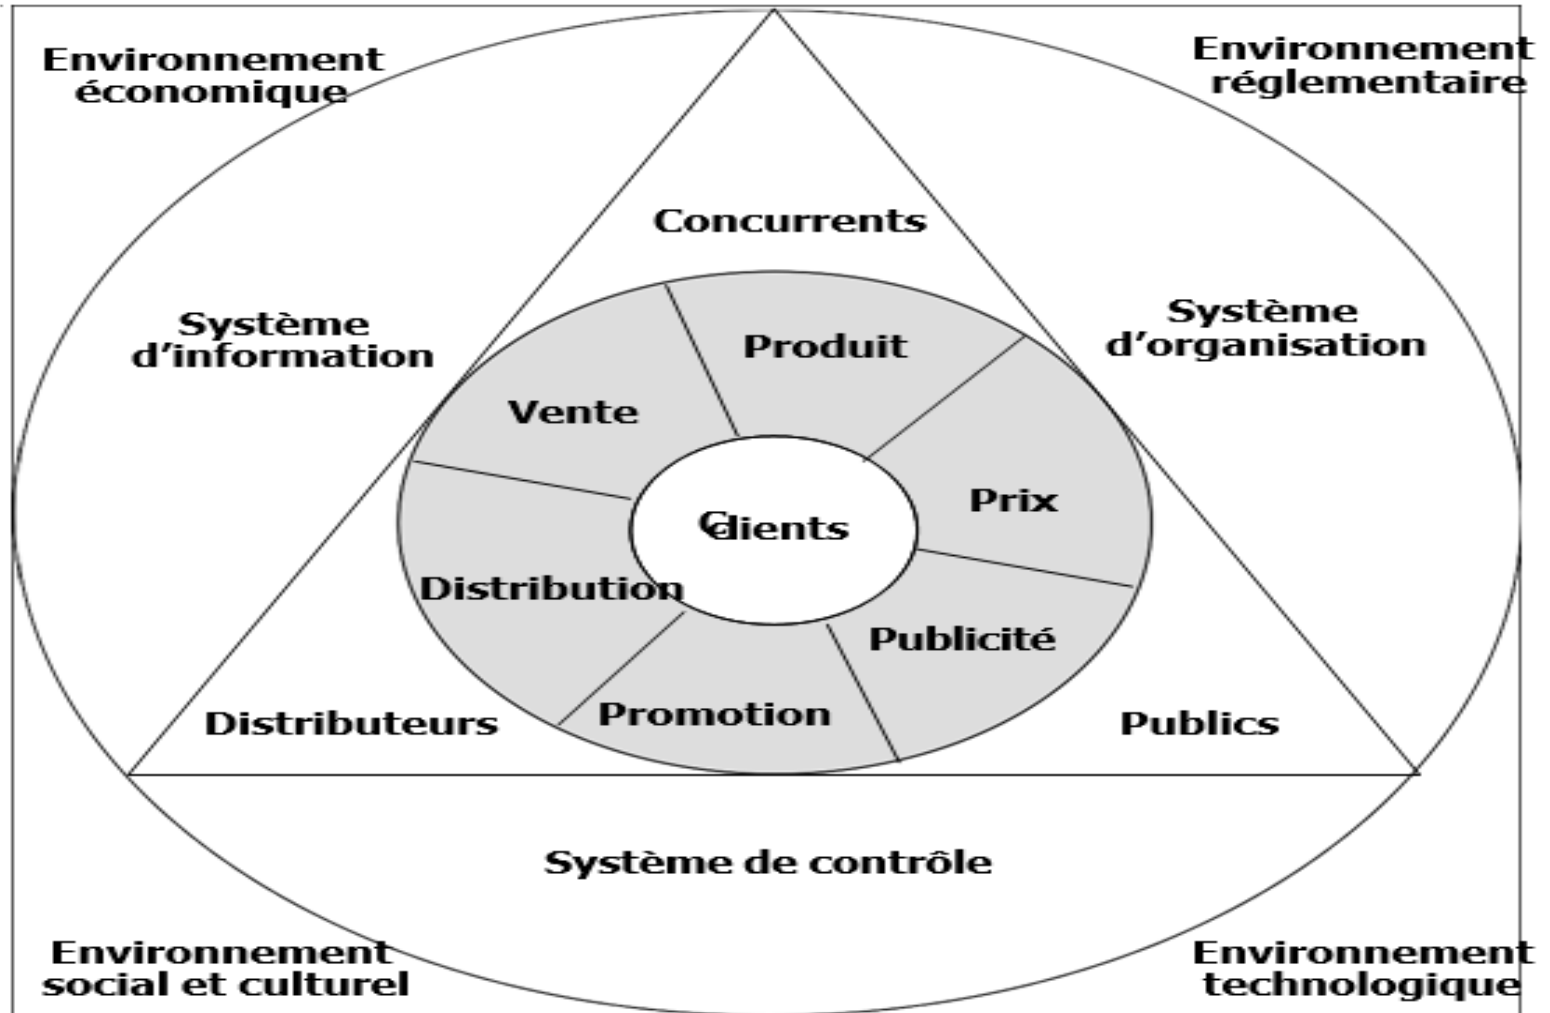 Environnement
économique
Environnement
réglementaire
Concurrents
Système
d'information
Système
d'organisation
Produit
Vente
Prix
Clients
Distribution
Publicité
Promotion
Distributeurs
Publics
Système de contrôle
Environnement
social et culturel
Environnement
technologique